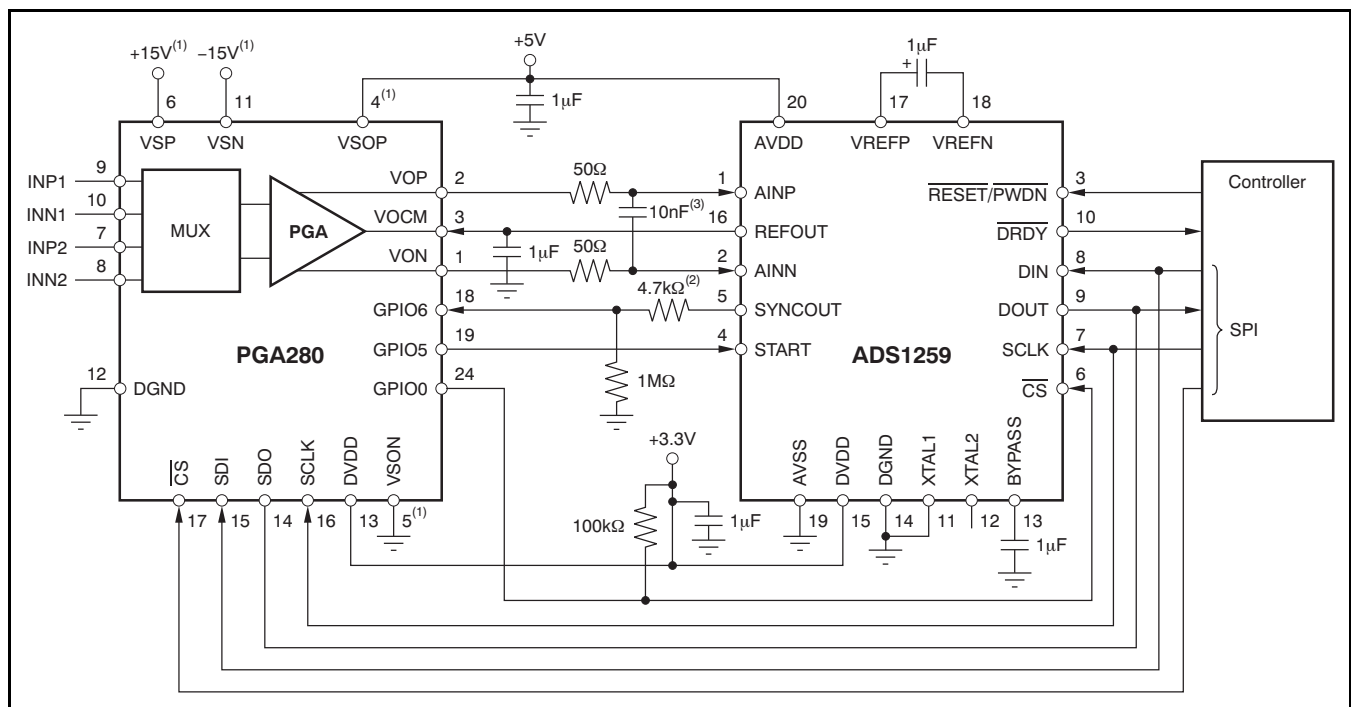 +15V(1) −15V(1) +5V 1μF
+
6 11 4(1) 1μF 20 17 18
VSP VSN VSOP AVDD VREFP VREFN
INP1 9
INN1 10
INP2 7
INN2 8
MUX
PGA
VOP 2 50Ω 1 AINP
VOCM 3 1μF 10nF(3) 16 REFOUT
VON 1 50Ω 2 AINN
GPIO6 18 4.7kΩ(2) 5 SYNCOUT
GPIO5 19 4 START
GPIO0 24 1MΩ
PGA280
12 DGND
ADS1259
RESET/PWDN 3
DRDY 10
DIN 8
DOUT 9
SCLK 7
CS 6
Controller
SPI
+3.3V
100kΩ 1μF
CS SDI SDO SCLK DVDD VSON
17 15 14 16 13 5(1)
AVSS DVDD DGND XTAL1 XTAL2 BYPASS
19 15 14 11 12 13
1μF